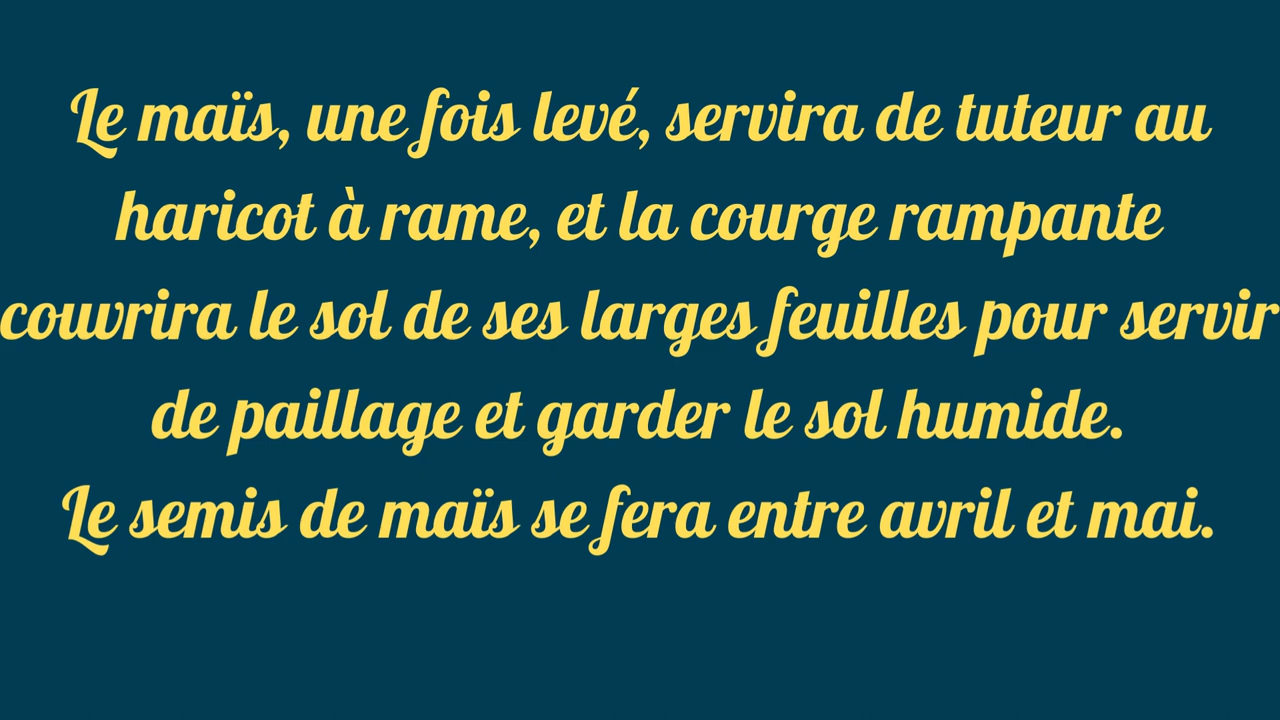 Le maïs, une fois levé, servira de tuteur au
haricot à rame, et la courge rampante
couvrira le sol de ses larges feuilles pour servir
de paillage et garder le sol humide.
Le semis de maïs se fera entre avril et mai.